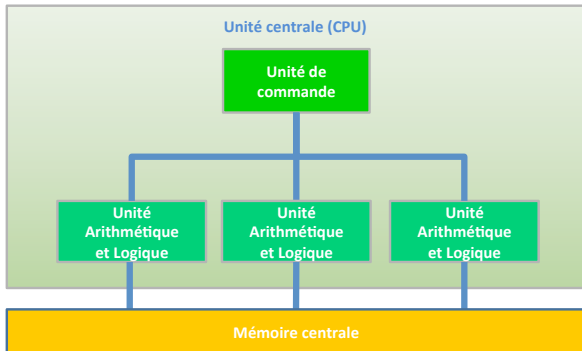 Unité centrale (CPU)
Unité de
commande
Unité
Arithmétique
et Logique
Unité
Arithmétique
et Logique
Unité
Arithmétique
et Logique
Mémoire centrale